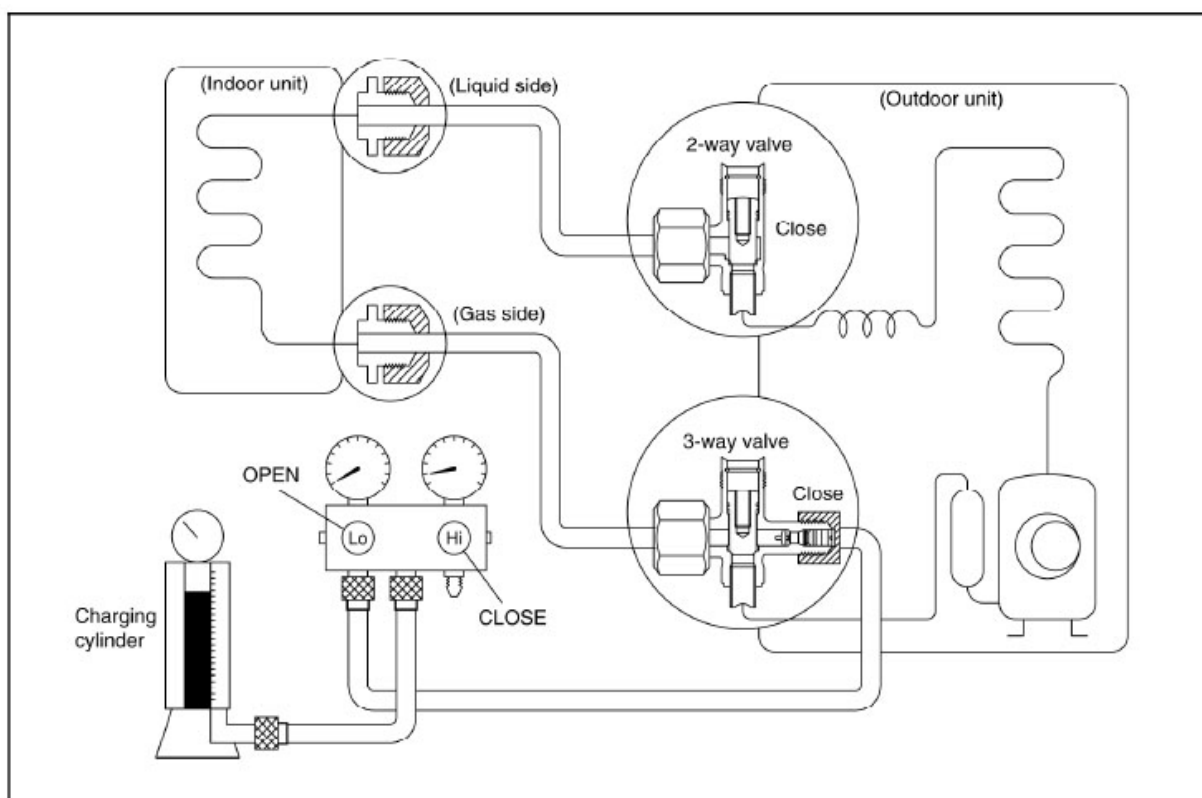 (Indoor unit)
(Liquid side)
(Outdoor unit)
2-way valve
Close
(Gas side)
3-way valve
Close
OPEN
Lo
Hi
CLOSE
Charging
cylinder